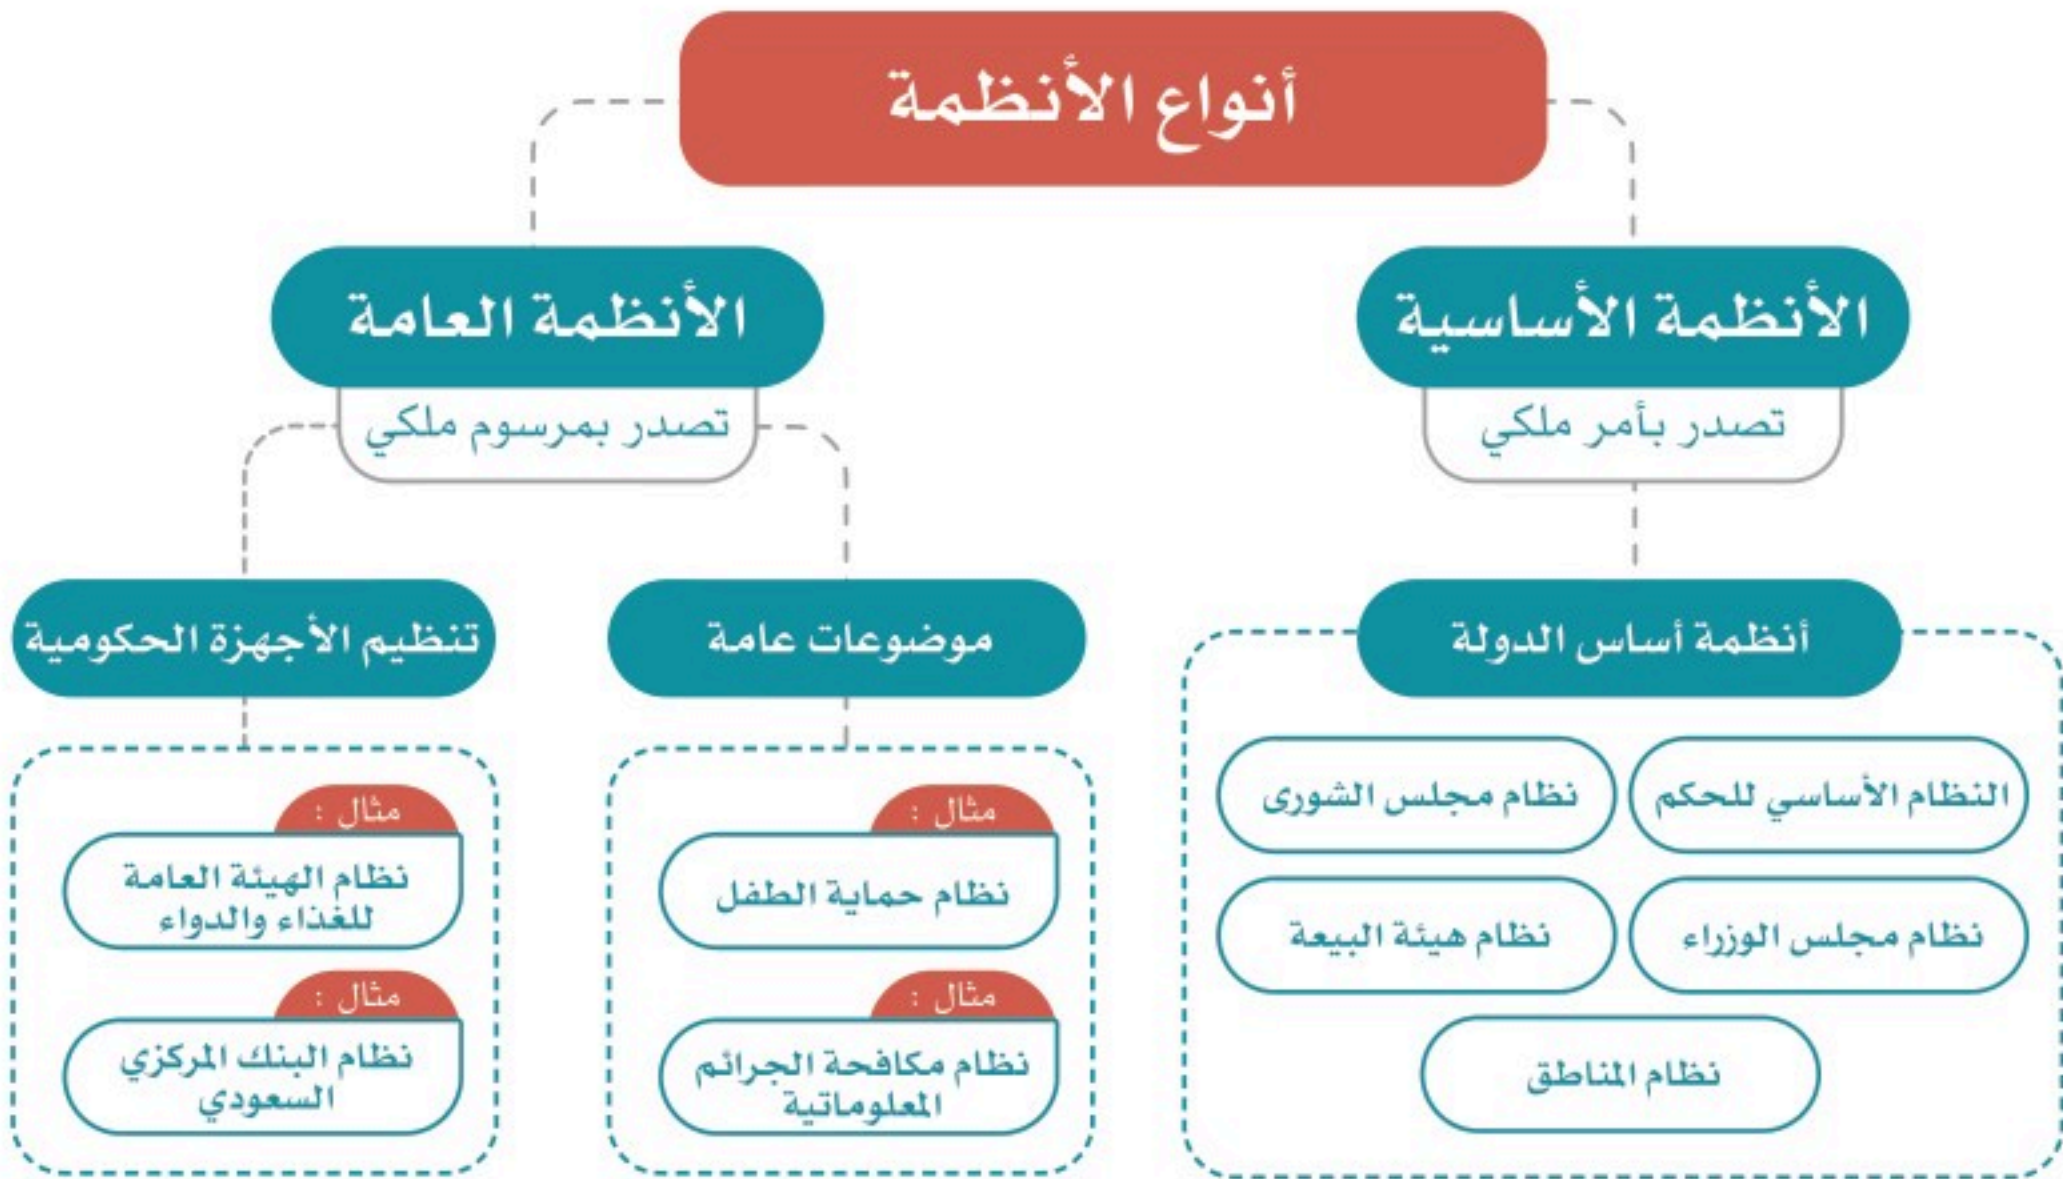 أنواع الأنظمة
الأنظمة الأساسية
تصدر بأمر ملكي
أنظمة أساس الدولة
النظام الأساسي للحكم
نظام مجلس الشورى
نظام مجلس الوزراء
نظام هيئة البيعة
نظام المناطق
الأنظمة العامة
تصدر بمرسوم ملكي
موضوعات عامة
مثال :
نظام حماية الطفل
مثال :
نظام مكافحة الجرائم
المعلوماتية
تنظيم الأجهزة الحكومية
مثال :
نظام الهيئة العامة
للغذاء والدواء
مثال :
نظام البنك المركزي
السعودي